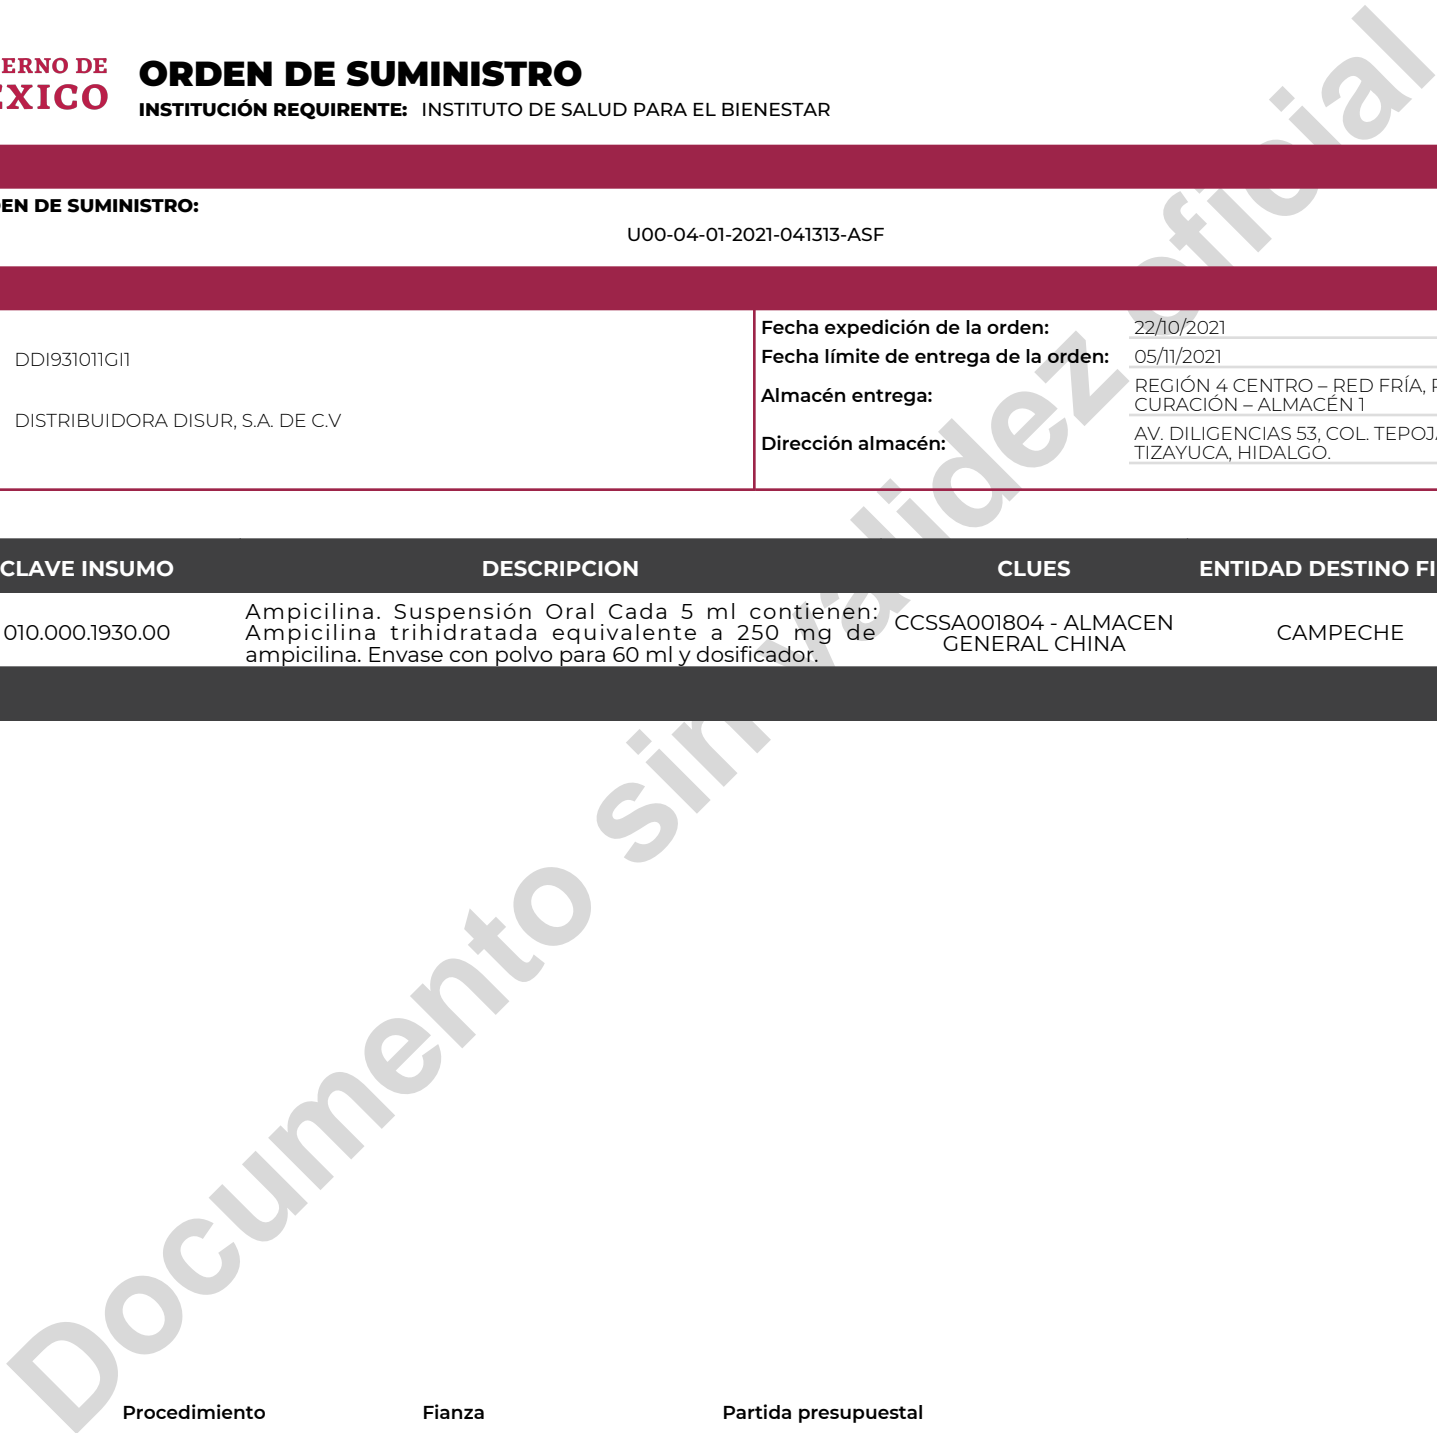 ERNO DE
EXICO
ORDEN DE SUMINISTRO
INSTITUCIÓN REQUIRENTE: INSTITUTO DE SALUD PARA EL BIENESTAR
EN DE SUMINISTRO:
U00-04-01-2021-041313-ASF
DDI931011GI1
DISTRIBUIDORA DISUR, S.A. DE C.V
Fecha expedición de la orden: 22/10/2021
Fecha límite de entrega de la orden: 05/11/2021
Almacén entrega: REGIÓN 4 CENTRO – RED FRÍA,
CURACIÓN – ALMACÉN 1
Dirección almacén: AV. DILIGENCIAS 53, COL. TEPOJA
TIZAYUCA, HIDALGO.
CLAVE INSUMO DESCRIPCION CLUES ENTIDAD DESTINO FI
010.000.1930.00
Ampicilina. Suspensión Oral Cada 5 ml contienen:
Ampicilina trihidratada equivalente a 250 mg de
ampicilina. Envase con polvo para 60 ml y dosificador.
CCSSA001804 - ALMACEN
GENERAL CHINA
CAMPECHE
Documento sin validez oficial
Procedimiento Fianza Partida presupuestal